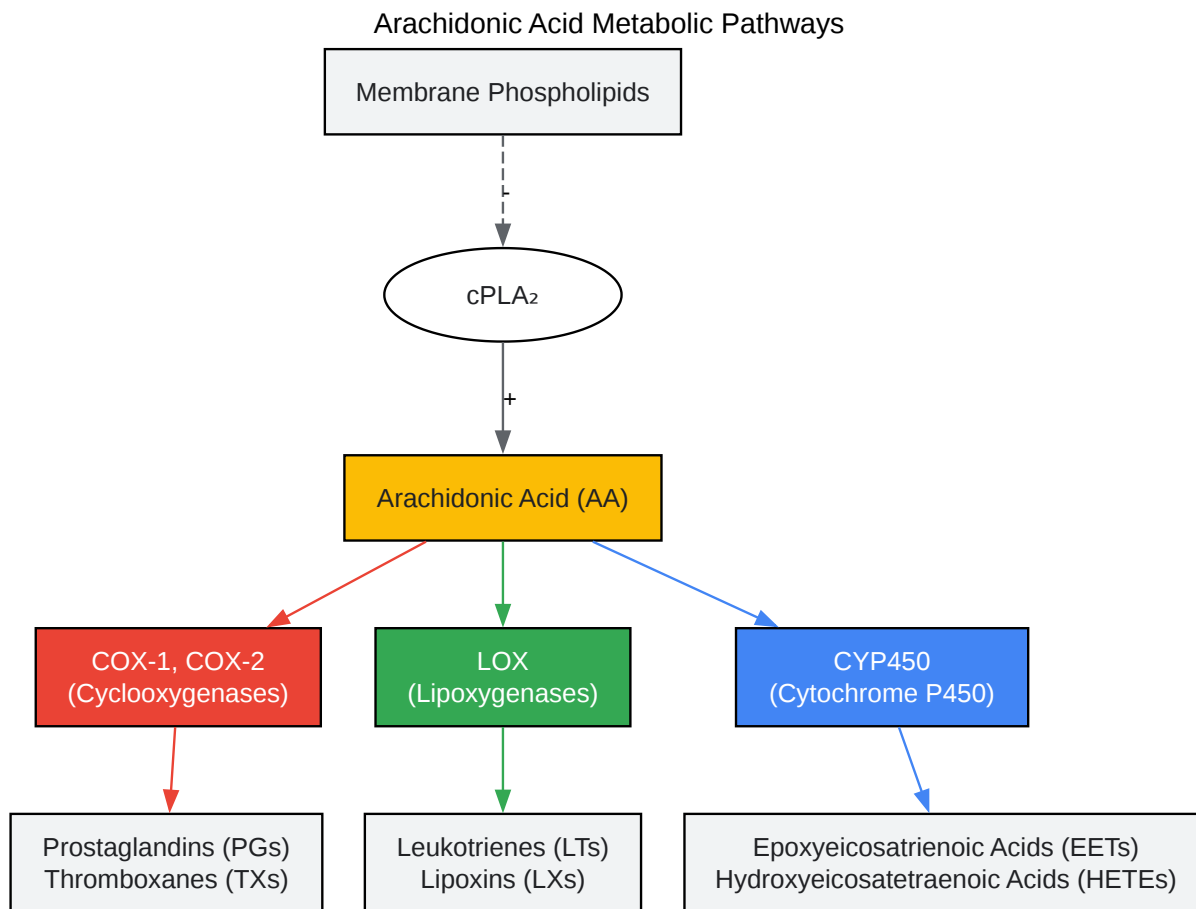 Arachidonic Acid Metabolic Pathways
Membrane Phospholipids
-
cPLA₂
+
Arachidonic Acid (AA)
COX-1, COX-2
(Cyclooxygenases)
LOX
(Lipoxygenases)
CYP450
(Cytochrome P450)
Prostaglandins (PGs)
Thromboxanes (TXs)
Leukotrienes (LTs)
Lipoxins (LXs)
Epoxyeicosatrienoic Acids (EETs)
Hydroxyeicosatetraenoic Acids (HETEs)